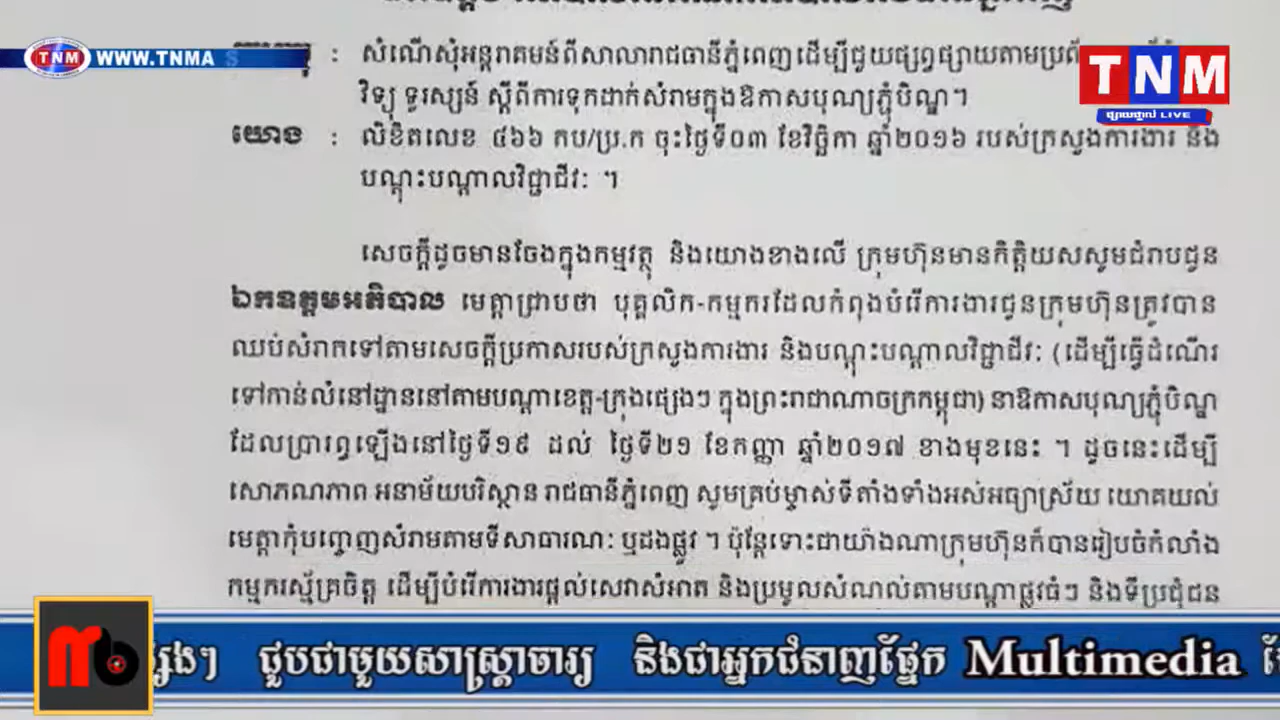 WWW.TNMA
TNM
TNM
ផ្សាយផ្ទាល់ LIVE
: សំណើសុំអន្តរាគមន៍ពីសាលារាជធានីភ្នំពេញដើម្បីជួយផ្សព្វផ្សាយតាម
វិទ្យុ ទូរស្សន៍ ស្តីពីការទុកដាក់សំរាមក្នុងឱកាសបុណ្យភ្ជុំបិណ្ឌ។
យោង : លិខិតលេខ ៤៦៦ កប/ប្រ.ក ចុះថ្ងៃទី០៣ ខែវិច្ឆិកា ឆ្នាំ២០១៦ របស់ក្រសួងការងារ និង
បណ្តុះបណ្តាលវិជ្ជាជីវៈ ។
សេចក្តីដូចមានចែងក្នុងកម្មវត្ថុ និងយោងខាងលើ ក្រុមហ៊ុនមានកិត្តិយសសូមជំរាបជូន
ឯកឧត្តមអភិបាល មេត្តាជ្រាបថា បុគ្គលិក-កម្មករដែលកំពុងបំរើការងារជូនក្រុមហ៊ុនត្រូវបាន
ឈប់សំរាកទៅតាមសេចក្តីប្រកាសរបស់ក្រសួងការងារ និងបណ្តុះបណ្តាលវិជ្ជាជីវៈ (ដើម្បីធ្វើដំណើរ
ទៅកាន់លំនៅដ្ឋាននៅតាមបណ្តាខេត្ត-ក្រុងផ្សេងៗ ក្នុងព្រះរាជាណាចក្រកម្ពុជា) នាឱកាសបុណ្យភ្ជុំបិណ្ឌ
ដែលប្រារព្ធឡើងនៅថ្ងៃទី១៩ ដល់ ថ្ងៃទី២១ ខែកញ្ញា ឆ្នាំ២០១៧ ខាងមុខនេះ ។ ដូចនេះដើម្បី
សោភណភាព អនាម័យបរិស្ថាន រាជធានីភ្នំពេញ សូមគ្រប់ម្ចាស់ទីតាំងទាំងអស់អធ្យាស្រ័យ យោគយល់
មេត្តាកុំបញ្ចេញសំរាមតាមទីសាធារណៈ ឬដងផ្លូវ ។ ប៉ុន្តែទោះជាយ៉ាងណាក្រុមហ៊ុនក៏បានរៀបចំកំលាំង
កម្មករស្ម័គ្រចិត្ត ដើម្បីបំរើការងារផ្តល់សេវាសំអាត និងប្រមូលសំណល់តាមបណ្តាផ្លូវធំៗ និងទីប្រជុំជន
ជួបជាមួយសាស្ត្រាចារ្យ និងជាអ្នកជំនាញផ្នែក Multimedia